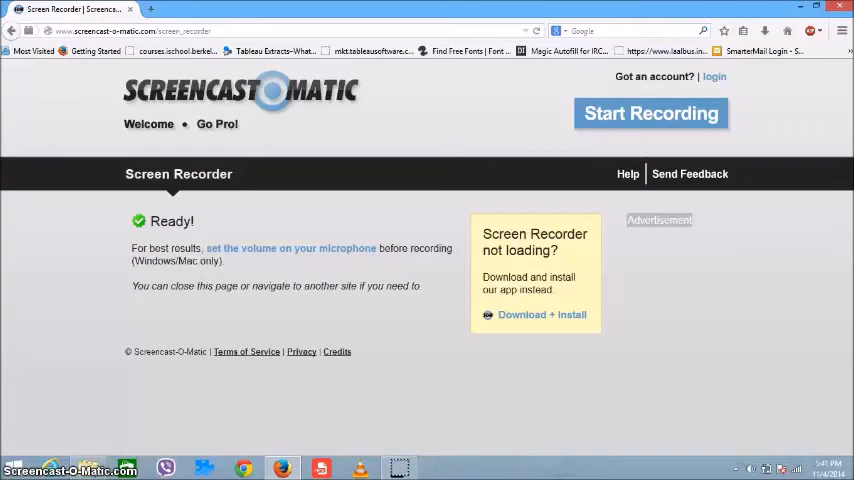 Screen Recorder | Screenca...
www.screencast-o-matic.com/screen_recorder
Google
Most Visited
Getting Started
courses.ischool.berkel...
Tableau Extracts—What...
mkt.tableausoftware.c...
Find Free Fonts | Font ...
Magic Autofill for IRC...
https://www.laalbus.in...
SmarterMail Login - S...
SCREENCAST O MATIC
Got an account? | login
Start Recording
Welcome • Go Pro!
Screen Recorder
Help
Send Feedback
Ready!
For best results, set the volume on your microphone before recording
(Windows/Mac only).
You can close this page or navigate to another site if you need to
Screen Recorder
not loading?
Download and install
our app instead.
Download + Install
Advertisement
© Screencast-O-Matic | Terms of Service | Privacy | Credits
Screencast-O-Matic.com
5:41 PM
11/4/2014